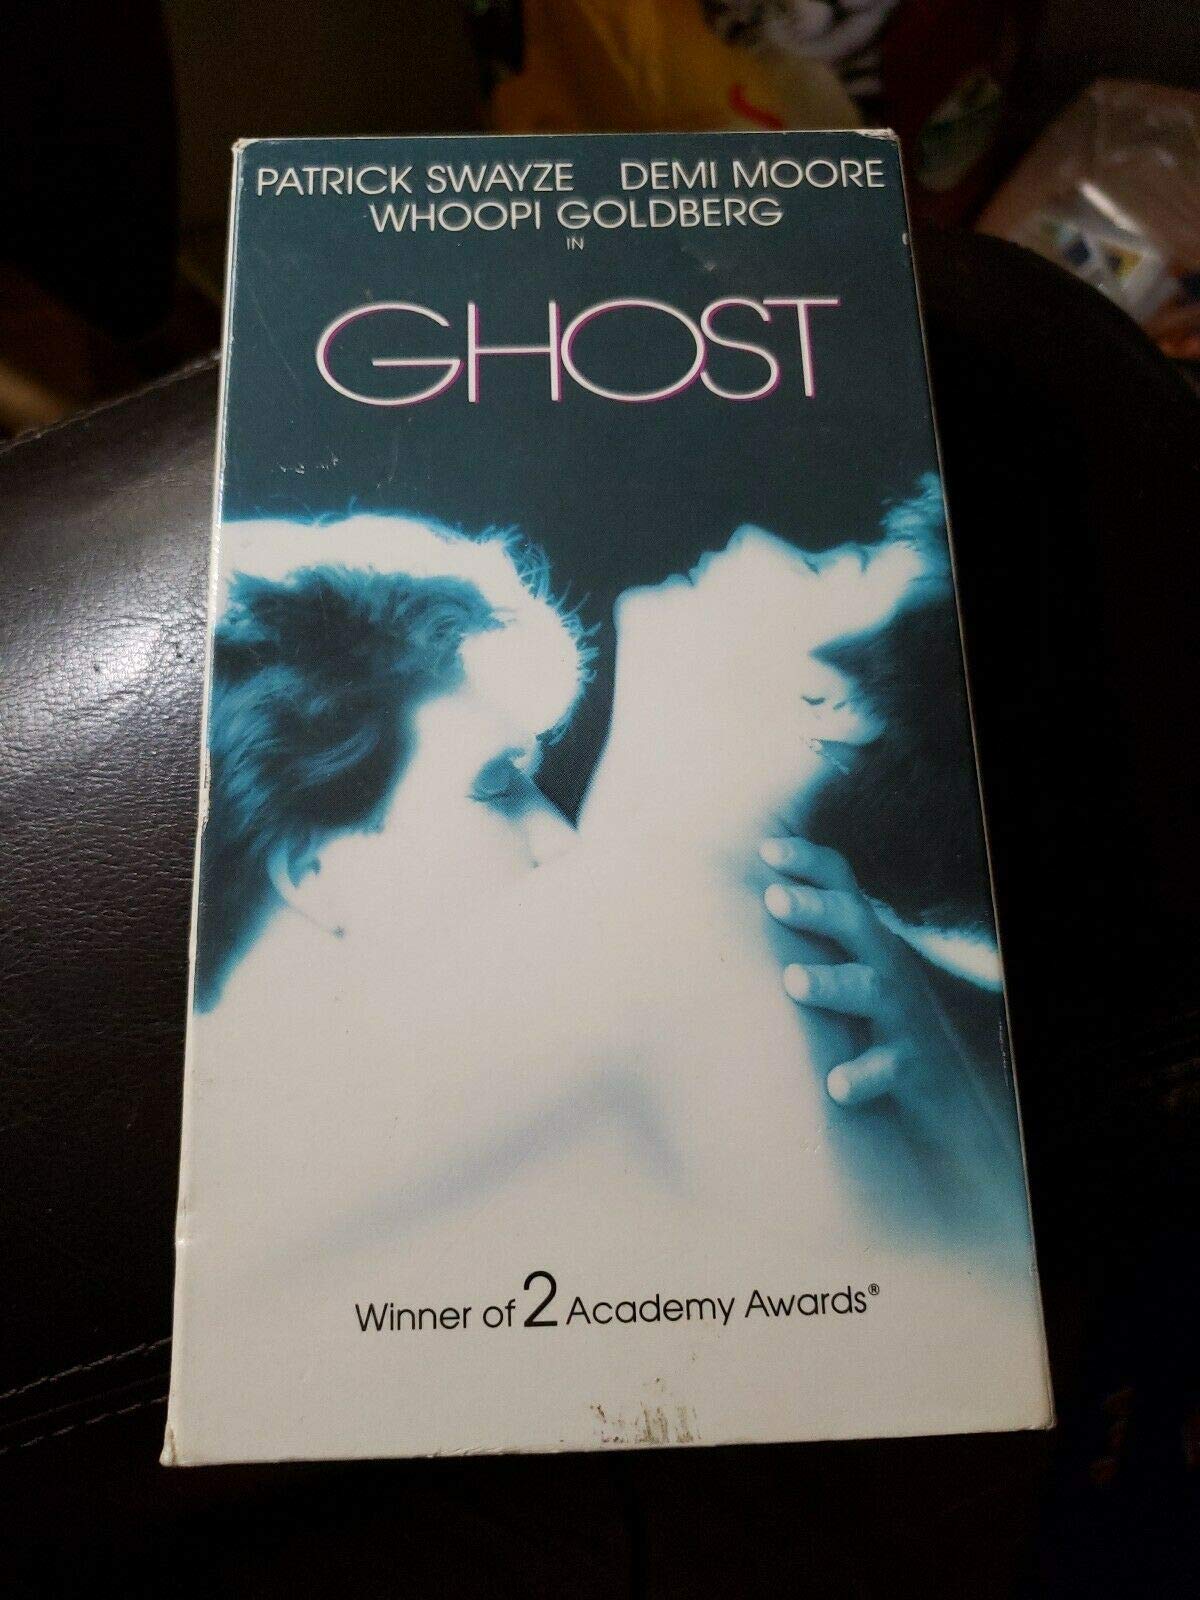 PATRICK SWAYZE DEMI MOORE
WHOOPI GOLDBERG
IN
GHOST
Winner of 2 Academy Awards®